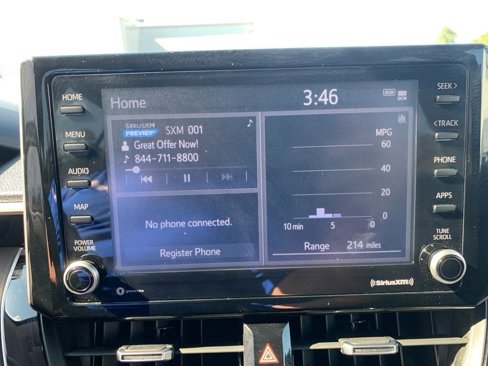 HOME
MENU
AUDIO
MAP
POWER
VOLUME
Home
3:46
DCM
SIRIUSXM
PREVIEW
SXM 001
Great Offer Now!
844-711-8800
No phone connected.
Register Phone
MPG
60
40
20
0
10 min
5
0
Range 214 miles
SEEK >
< TRACK
PHONE
APPS
TUNE
SCROLL
SiriusXM